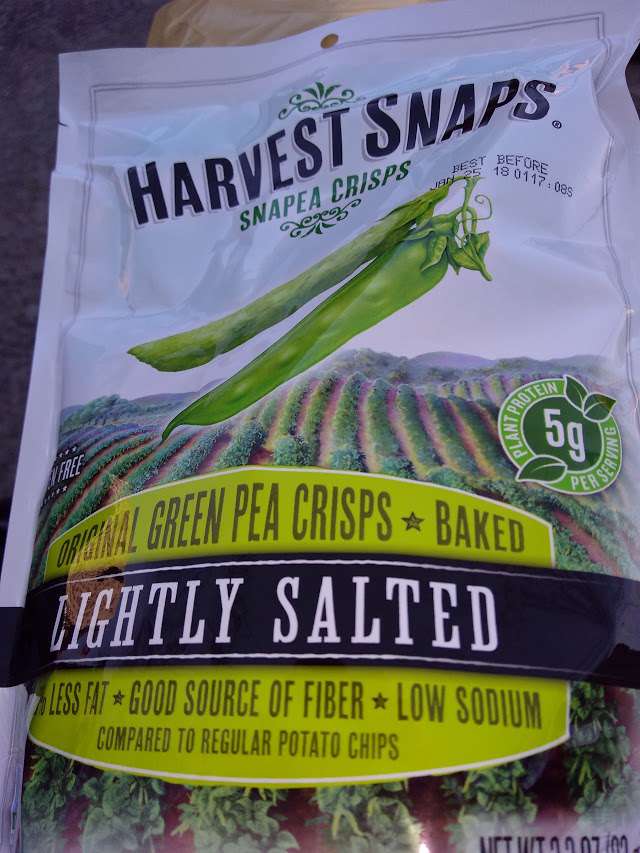 HARVEST SNAPS®
SNAPEA CRISPS
BEST BEFORE
JAN 25 18 0117:08S
PLANT PROTEIN
5g
PER SERVING
FREE
ORIGINAL GREEN PEA CRISPS ★ BAKED
LIGHTLY SALTED
% LESS FAT ★ GOOD SOURCE OF FIBER ★ LOW SODIUM
COMPARED TO REGULAR POTATO CHIPS
NET WT